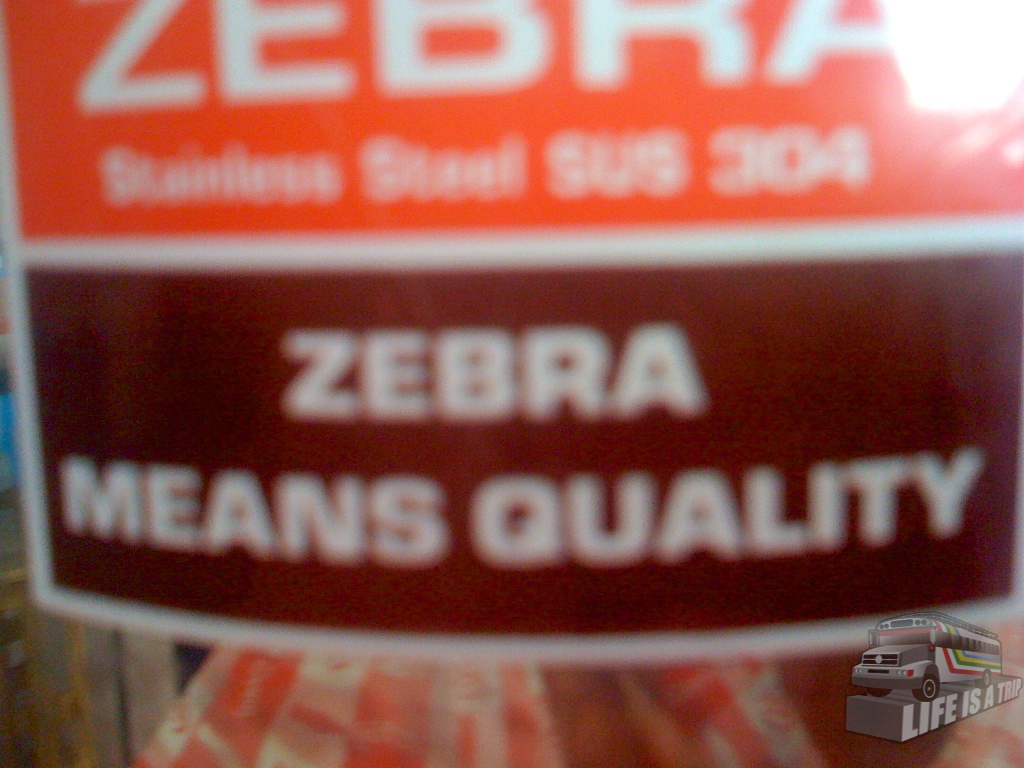 ZEBRA
Stainless Steel SUS 304
ZEBRA
MEANS QUALITY
LIFE IS A TRIP